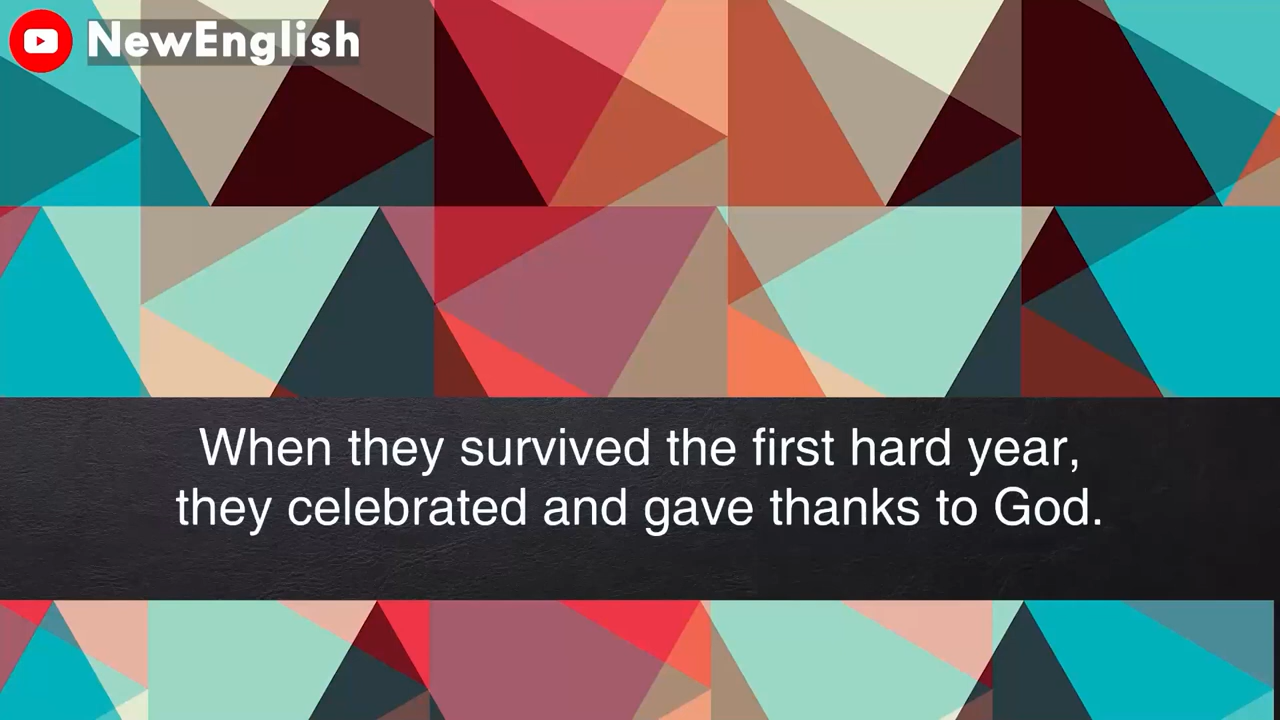 NewEnglish
When they survived the first hard year,
they celebrated and gave thanks to God.